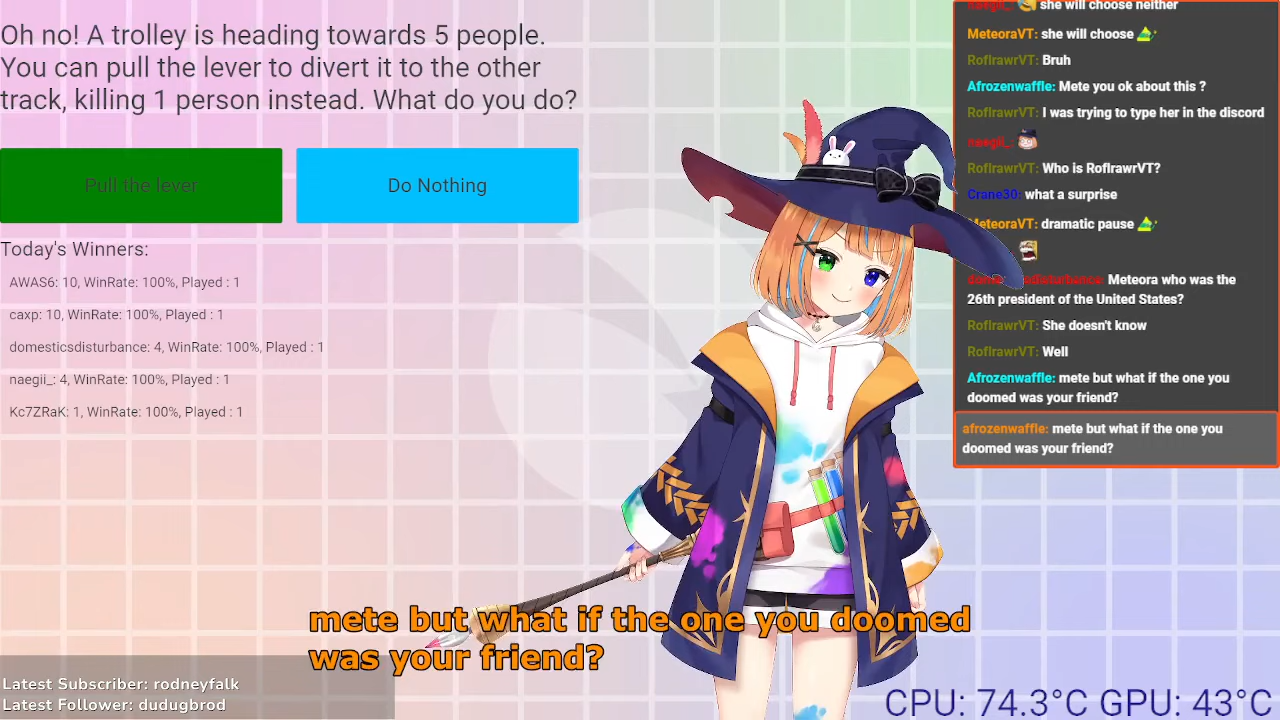 Oh no! A trolley is heading towards 5 people.
You can pull the lever to divert it to the other
track, killing 1 person instead. What do you do?
Pull the lever
Do Nothing
Today's Winners:
AWAS6: 10, WinRate: 100%, Played : 1
caxp: 10, WinRate: 100%, Played : 1
domesticsdisturbance: 4, WinRate: 100%, Played : 1
naegii_: 4, WinRate: 100%, Played : 1
Kc7ZRaK: 1, WinRate: 100%, Played : 1
naegii_: she will choose neither
MeteoraVT: she will choose
RoflrawrVT: Bruh
Afrozenwaffle: Mete you ok about this ?
RoflrawrVT: I was trying to type her in the discord
naegii_:
RoflrawrVT: Who is RoflrawrVT?
Crane30: what a surprise
MeteoraVT: dramatic pause
Meteora who was the
26th president of the United States?
RoflrawrVT: She doesn't know
RoflrawrVT: Well
Afrozenwaffle: mete but what if the one you
doomed was your friend?
afrozenwaffle: mete but what if the one you
doomed was your friend?
mete but what if the one you doomed
was your friend?
Latest Subscriber: rodneyfalk
Latest Follower: dudugbrod
CPU: 74.3°C GPU: 43°C